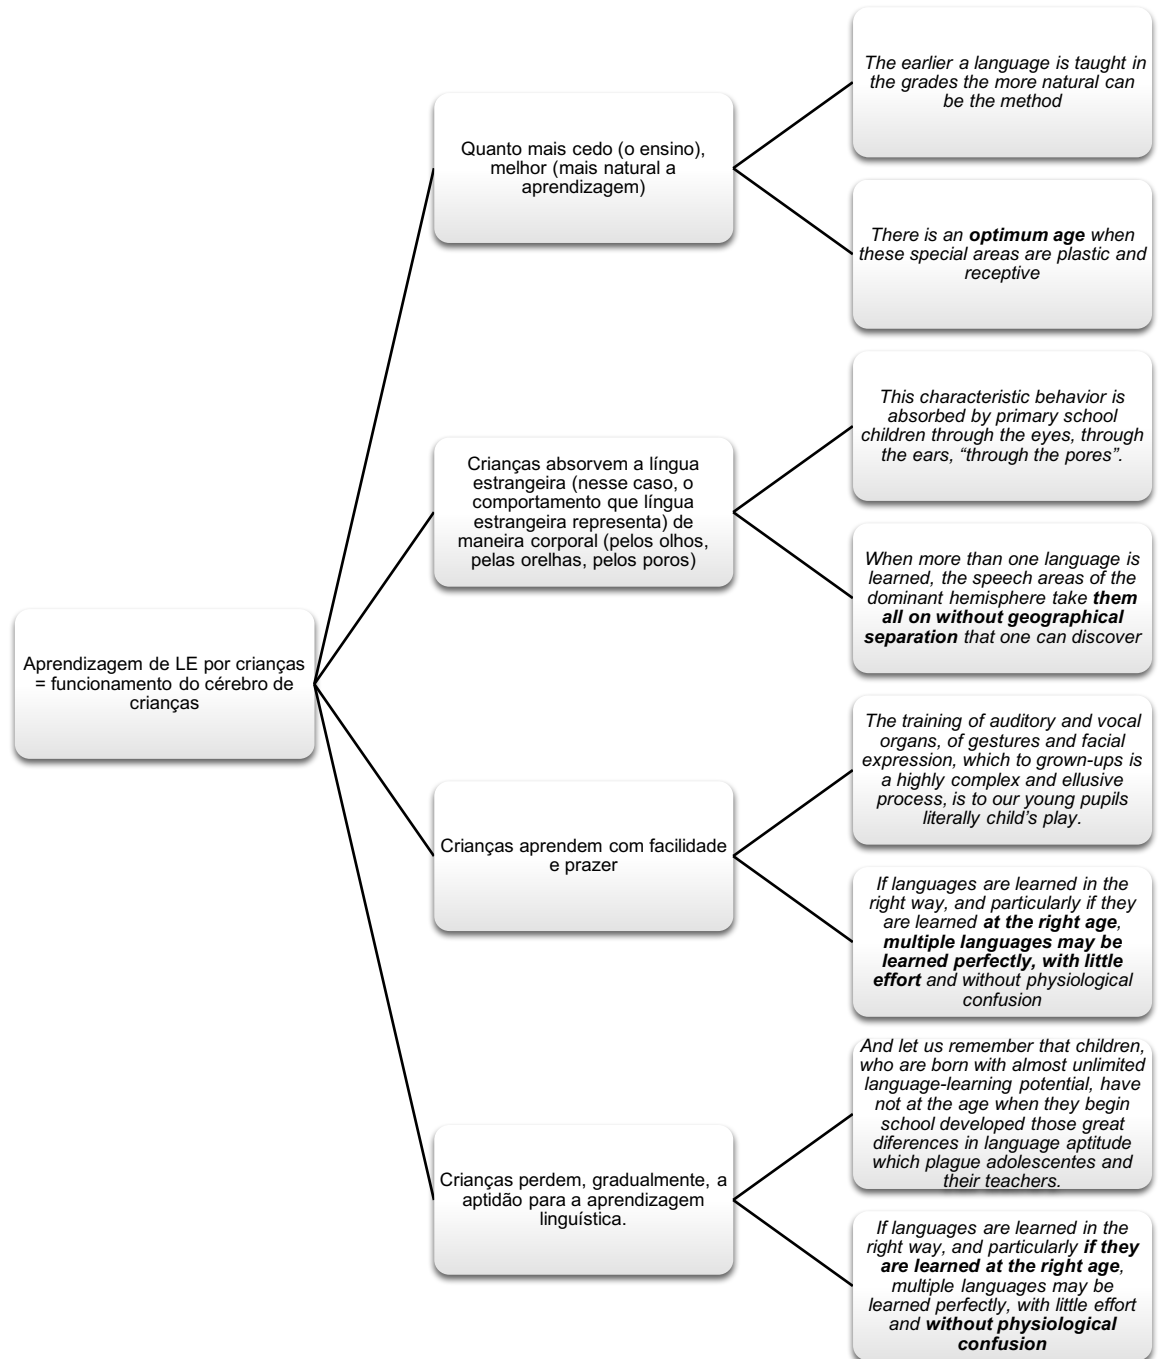 Aprendizagem de LE por crianças
= funcionamento do cérebro de
crianças
Quanto mais cedo (o ensino),
melhor (mais natural a
aprendizagem)
The earlier a language is taught in
the grades the more natural can
be the method
There is an optimum age when
these special areas are plastic and
receptive
Crianças absorvem a língua
estrangeira (nesse caso, o
comportamento que língua
estrangeira representa) de
maneira corporal (pelos olhos,
pelas orelhas, pelos poros)
This characteristic behavior is
absorbed by primary school
children through the eyes, through
the ears, “through the pores”.
When more than one language is
learned, the speech areas of the
dominant hemisphere take them
all on without geographical
separation that one can discover
Crianças aprendem com facilidade
e prazer
The training of auditory and vocal
organs, of gestures and facial
expression, which to grown-ups is
a highly complex and ellusive
process, is to our young pupils
literally child’s play.
If languages are learned in the
right way, and particularly if they
are learned at the right age,
multiple languages may be
learned perfectly, with little
effort and without physiological
confusion
Crianças perdem, gradualmente, a
aptidão para a aprendizagem
linguística.
And let us remember that children,
who are born with almost unlimited
language-learning potential, have
not at the age when they begin
school developed those great
diferences in language aptitude
which plague adolescentes and
their teachers.
If languages are learned in the
right way, and particularly if they
are learned at the right age,
multiple languages may be
learned perfectly, with little effort
and without physiological
confusion